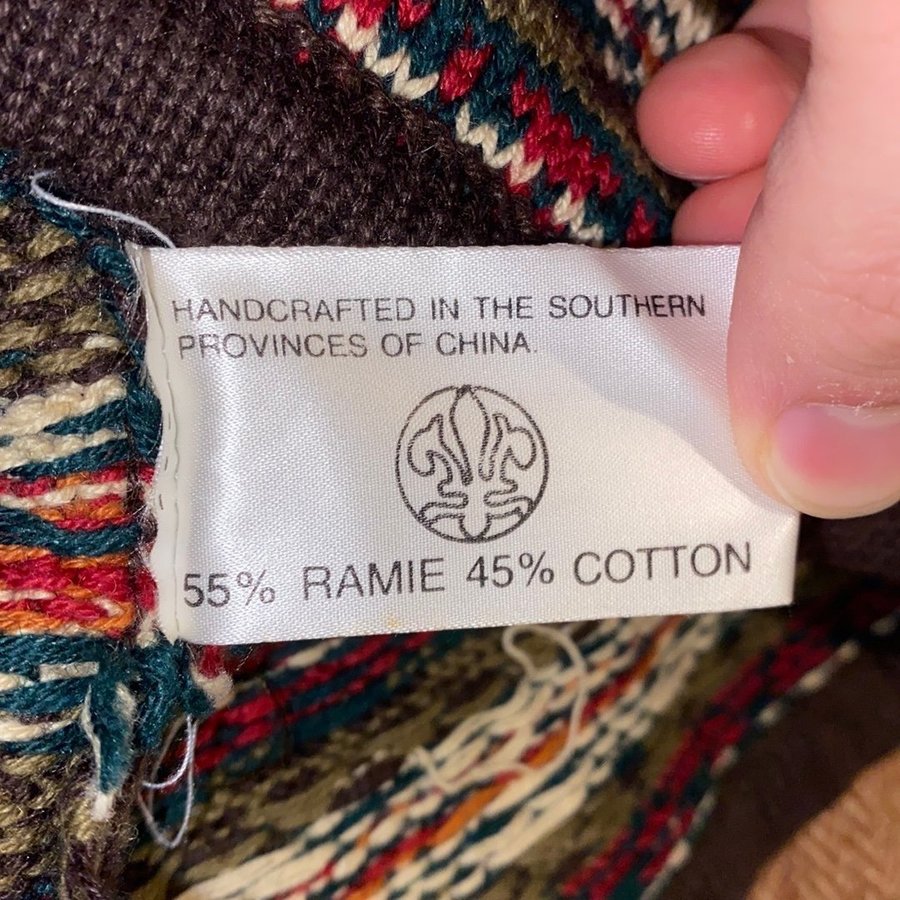 HANDCRAFTED IN THE SOUTHERN
PROVINCES OF CHINA.
55% RAMIE 45% COTTON